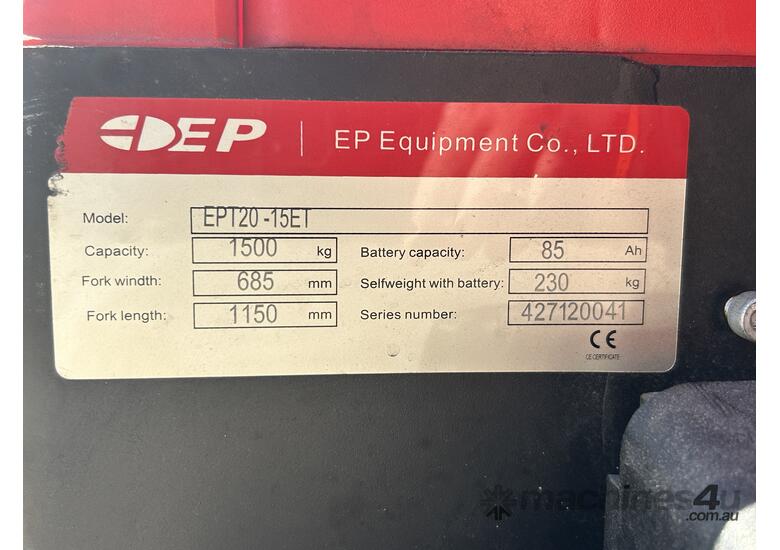 EP | EP Equipment Co., LTD.
Model: EPT20-15ET
Capacity: 1500 kg Battery capacity: 85 Ah
Fork windth: 685 mm Selfweight with battery: 230 kg
Fork length: 1150 mm Series number: 427120041
CE
CE CERTIFICATE
machines4u
.com.au